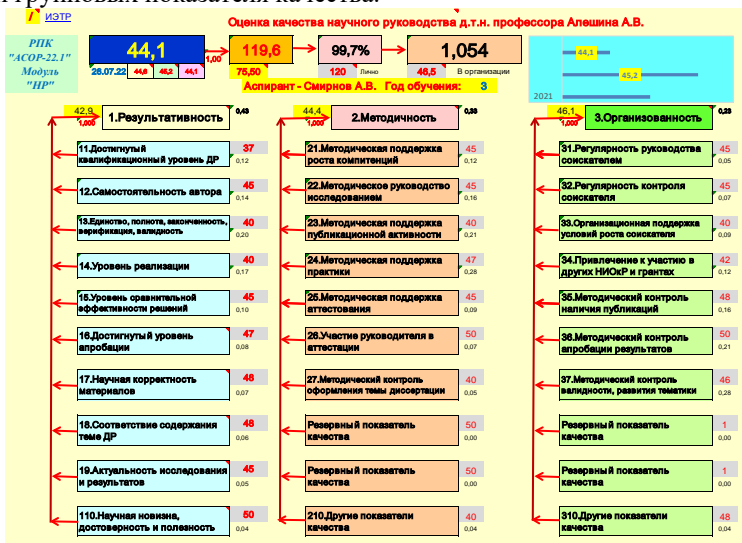 и групповых показателя качества.
I ИЭТР
Оценка качества научного руководства д.т.н. профессора Алешина А.В.
РПК
"АСОР-22.1"
Модуль
"НР"
44,1
1,00
119,6
99,7%
1,054
26.07.22 44,8 45,2 44,1
75,50
120 Лично
46,5 В организации
Аспирант - Смирнов А.В. Год обучения: 3
44,1
45,2
2021
42,9
1,000
1.Результативность
0,43
44,4
1,000
2.Методичность
0,33
46,1
1,000
3.Организованность
0,23
11.Достигнутый
квалификационный уровень ДР
37
0,12
21.Методическая поддержка
роста компитенций
45
0,12
31.Регулярность руководства
соискателем
45
0,05
12.Самостоятельность автора
45
0,14
22.Методическое руководство
исследованием
45
0,16
32.Регулярность контроля
соискателя
45
0,07
13.Единство, полнота, законченность,
верификация, валидность
40
0,20
23.Методическая поддержка
публикационной активности
40
0,21
33.Организационная поддержка
условий роста соискателя
40
0,09
14.Уровень реализации
40
0,17
24.Методическая поддержка
практики
47
0,28
34.Привлечение к участию в
других НИОкР и грантах
42
0,12
15.Уровень сравнительной
эффективности решений
45
0,10
25.Методическая поддержка
аттестования
45
0,09
35.Методический контроль
наличия публикаций
48
0,16
16.Достигнутый уровень
апробации
47
0,08
26.Участие руководителя в
аттестации
50
0,07
36.Методический контроль
апробации результатов
50
0,21
17.Научная корректность
материалов
48
0,07
27.Методический контроль
оформления темы диссертации
40
0,05
37.Методический контроль
валидности, развития тематики
46
0,28
18.Соответствие содержания
теме ДР
48
0,06
Резервный показатель
качества
50
0,00
Резервный показатель
качества
1
0,00
19.Актуальность исследования
и результатов
45
0,05
Резервный показатель
качества
50
0,00
Резервный показатель
качества
1
0,00
110.Научная новизна,
достоверность и полезность
50
0,04
210.Другие показатели
качества
40
0,04
310.Другие показатели
качества
48
0,04